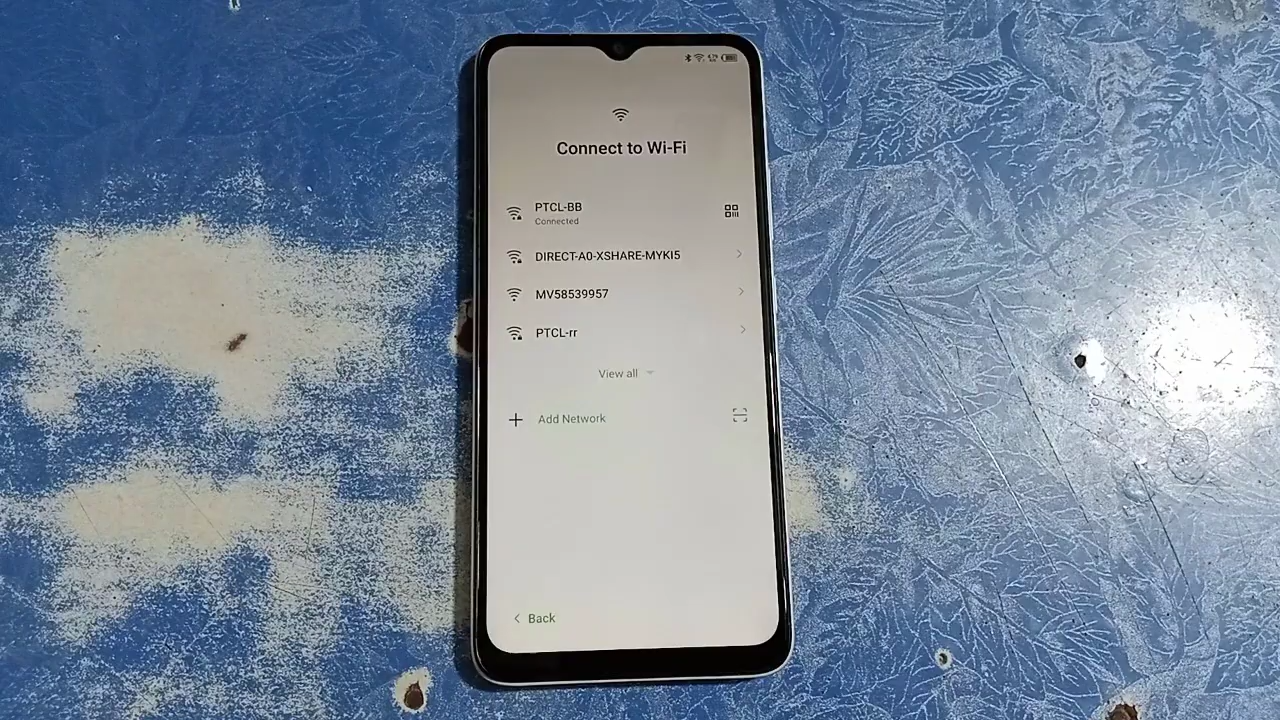 Connect to Wi-Fi
PTCL-BB
Connected
DIRECT-A0-XSHARE-MYKI5
MV58539957
PTCL-rr
View all
Add Network
Back